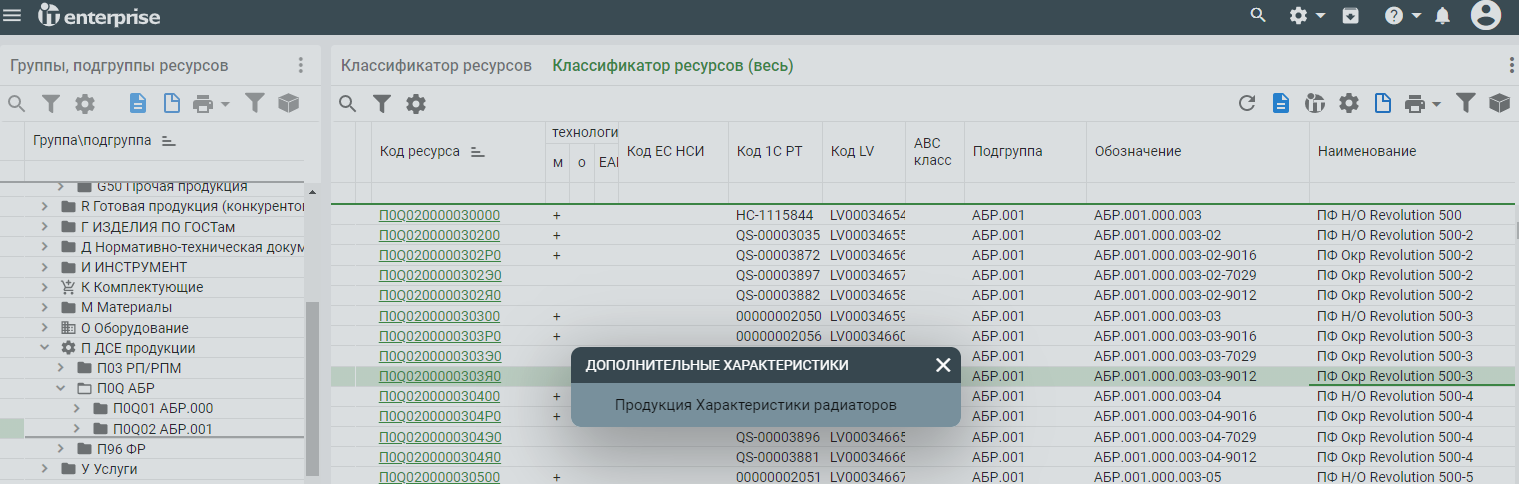 enterprise
Группы, подгруппы ресурсов
Классификатор ресурсов Классификатор ресурсов (весь)
Группа\подгруппа
G50 Прочая продукция
R Готовая продукция (конкурентов
Г ИЗДЕЛИЯ ПО ГОСТам
Д Нормативно-техническая докум
И ИНСТРУМЕНТ
К Комплектующие
М Материалы
О Оборудование
П ДСЕ продукции
П03 РП/РПМ
П0Q АБР
П0Q01 АБР.000
П0Q02 АБР.001
П96 ФР
У Услуги
Код ресурса технологи м о EAI Код ЕС НСИ Код 1С РТ Код LV ABC класс Подгруппа Обозначение Наименование
П0Q020000030000 + НС-1115844 LV00034654 АБР.001 АБР.001.000.003 ПФ Н/О Revolution 500
П0Q020000030200 + QS-00003035 LV00034655 АБР.001 АБР.001.000.003-02 ПФ Н/О Revolution 500-2
П0Q0200000302Р0 + QS-00003872 LV00034656 АБР.001 АБР.001.000.003-02-9016 ПФ Окр Revolution 500-2
П0Q0200000302Э0 QS-00003897 LV00034657 АБР.001 АБР.001.000.003-02-7029 ПФ Окр Revolution 500-2
П0Q0200000302Я0 QS-00003882 LV00034658 АБР.001 АБР.001.000.003-02-9012 ПФ Окр Revolution 500-2
П0Q020000030300 + 00000002050 LV00034659 АБР.001 АБР.001.000.003-03 ПФ Н/О Revolution 500-3
П0Q0200000303Р0 + 00000002056 LV00034660 АБР.001 АБР.001.000.003-03-9016 ПФ Окр Revolution 500-3
П0Q0200000303Э0 АБР.001 АБР.001.000.003-03-7029 ПФ Окр Revolution 500-3
П0Q0200000303Я0 АБР.001 АБР.001.000.003-03-9012 ПФ Окр Revolution 500-3
П0Q020000030400 + АБР.001 АБР.001.000.003-04 ПФ Н/О Revolution 500-4
П0Q0200000304Р0 + АБР.001 АБР.001.000.003-04-9016 ПФ Окр Revolution 500-4
П0Q0200000304Э0 QS-00003896 LV00034665 АБР.001 АБР.001.000.003-04-7029 ПФ Окр Revolution 500-4
П0Q0200000304Я0 QS-00003881 LV00034666 АБР.001 АБР.001.000.003-04-9012 ПФ Окр Revolution 500-4
П0Q020000030500 + 00000002051 LV00034667 АБР.001 АБР.001.000.003-05 ПФ Н/О Revolution 500-5
ДОПОЛНИТЕЛЬНЫЕ ХАРАКТЕРИСТИКИ
Продукция Характеристики радиаторов